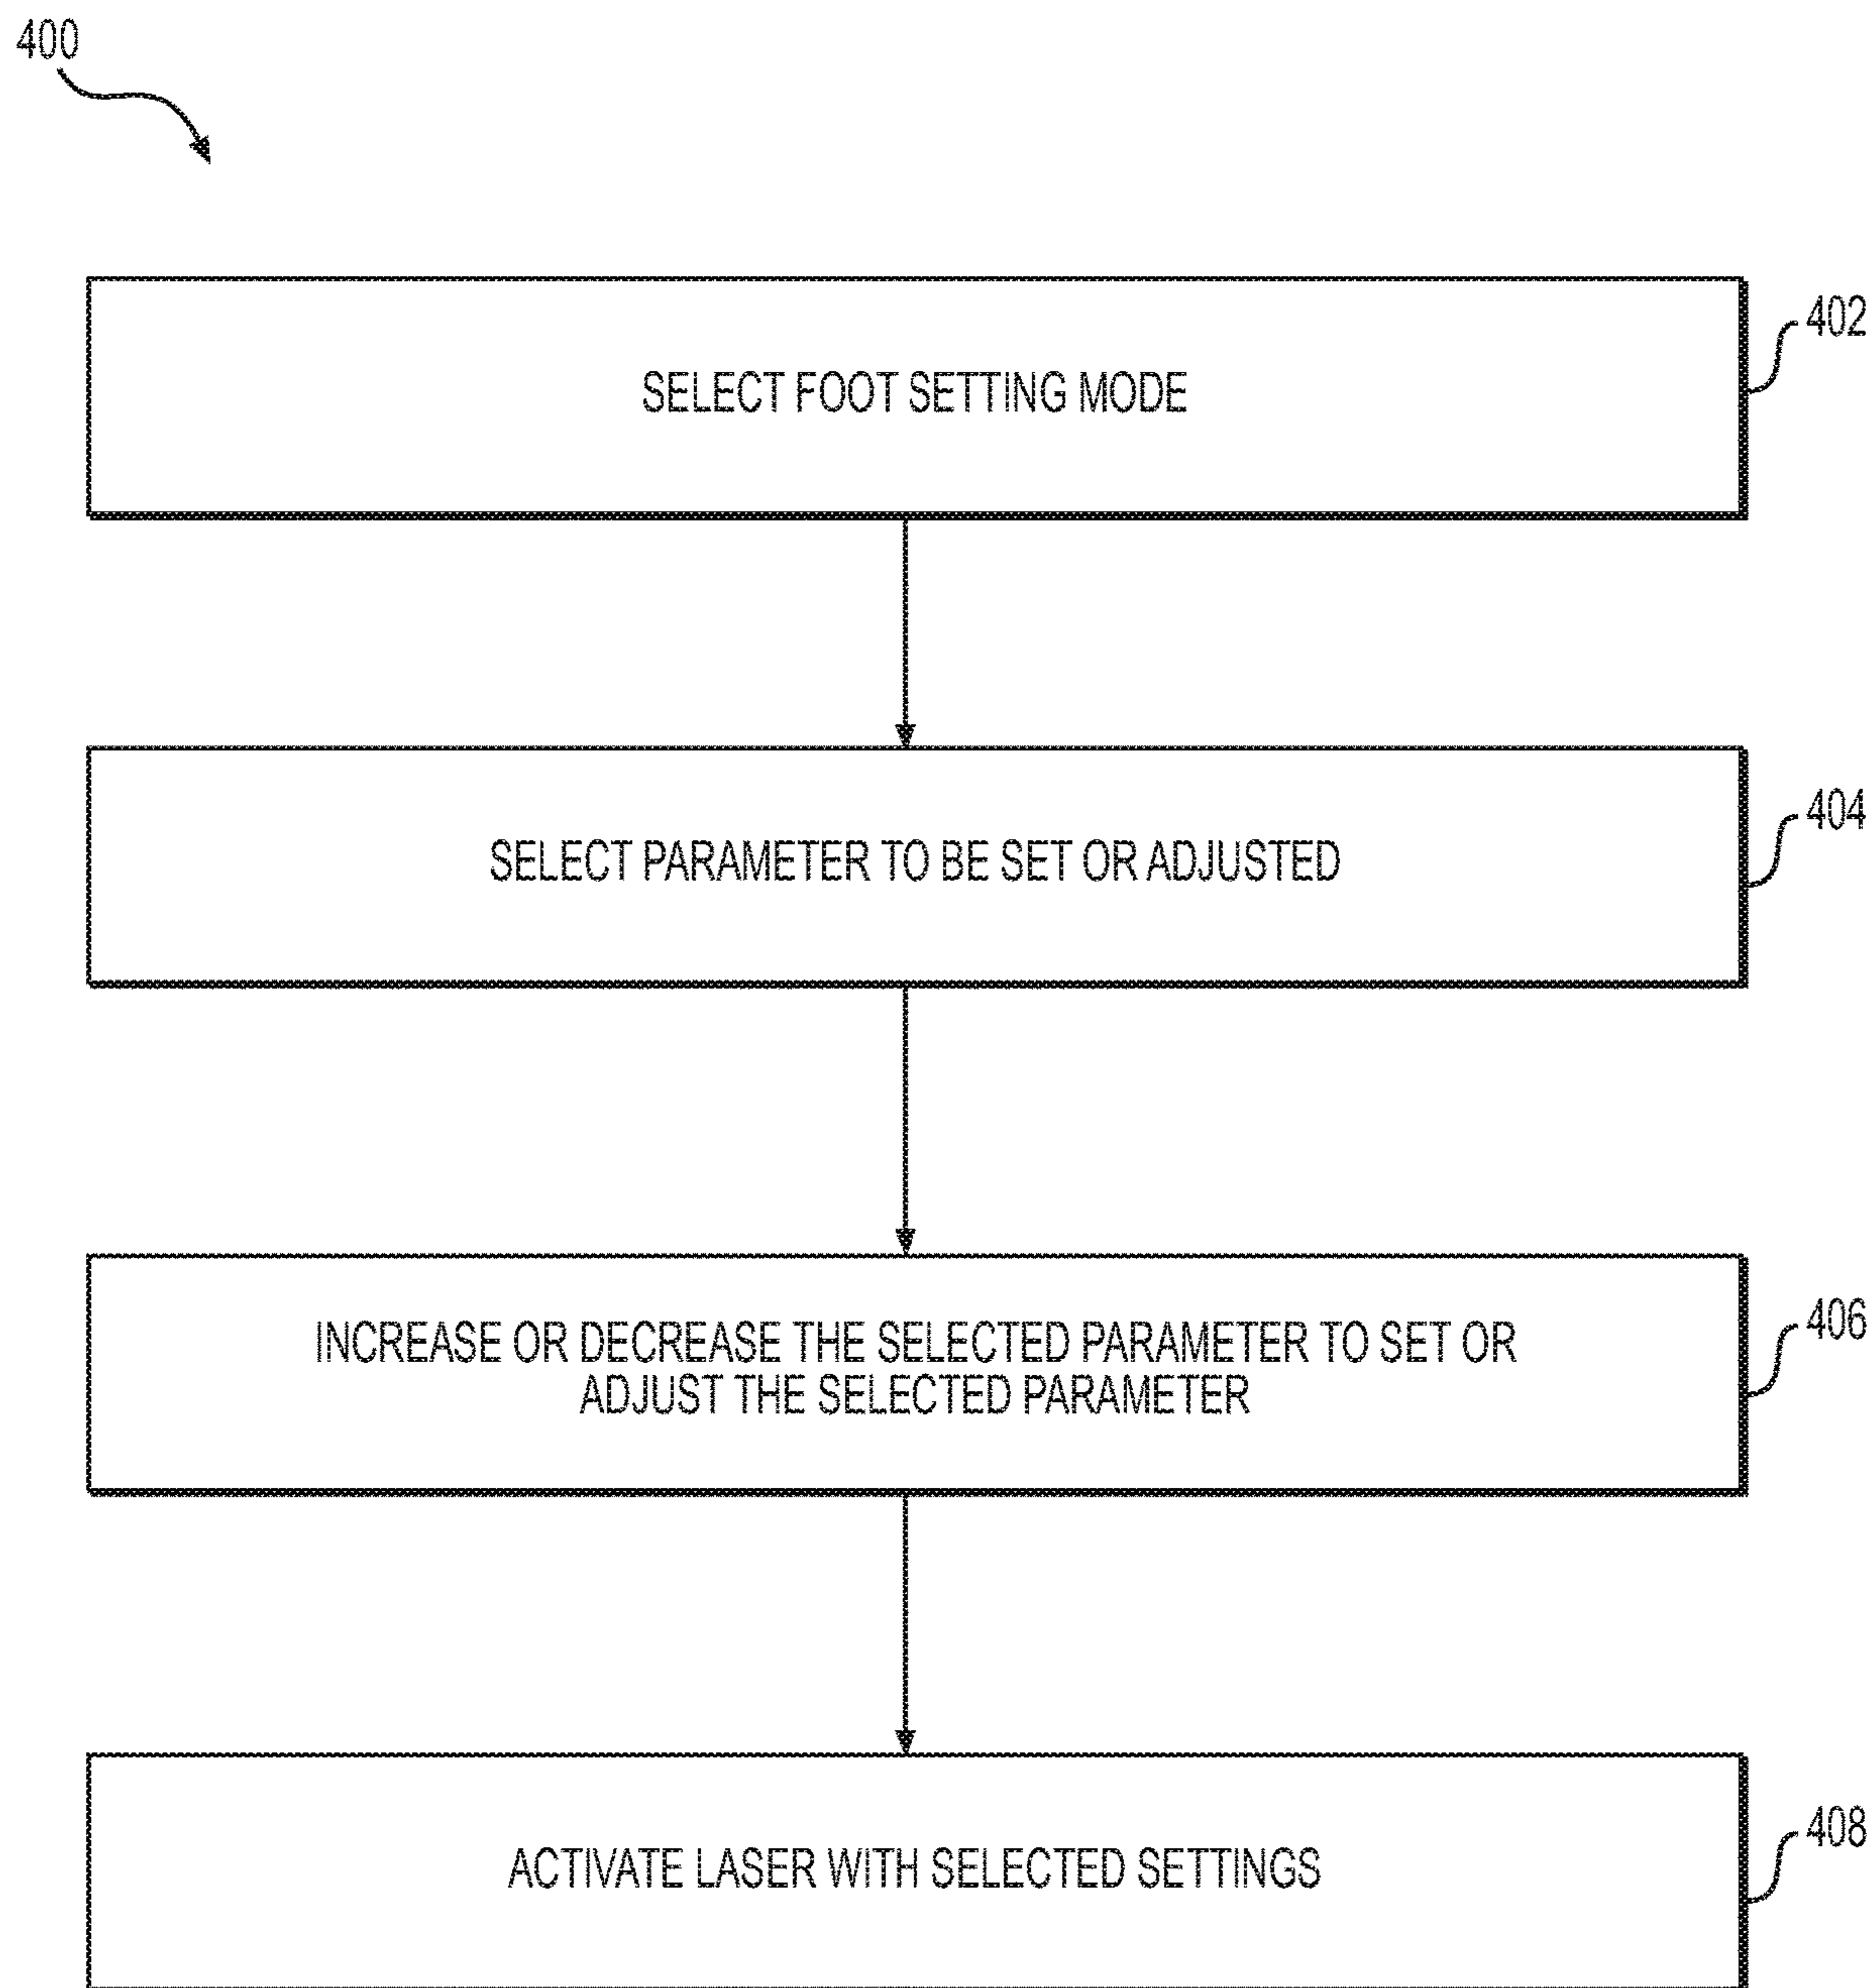 400
SELECT FOOT SETTING MODE
402
SELECT PARAMETER TO BE SET OR ADJUSTED
404
INCREASE OR DECREASE THE SELECTED PARAMETER TO SET OR
ADJUST THE SELECTED PARAMETER
406
ACTIVATE LASER WITH SELECTED SETTINGS
408